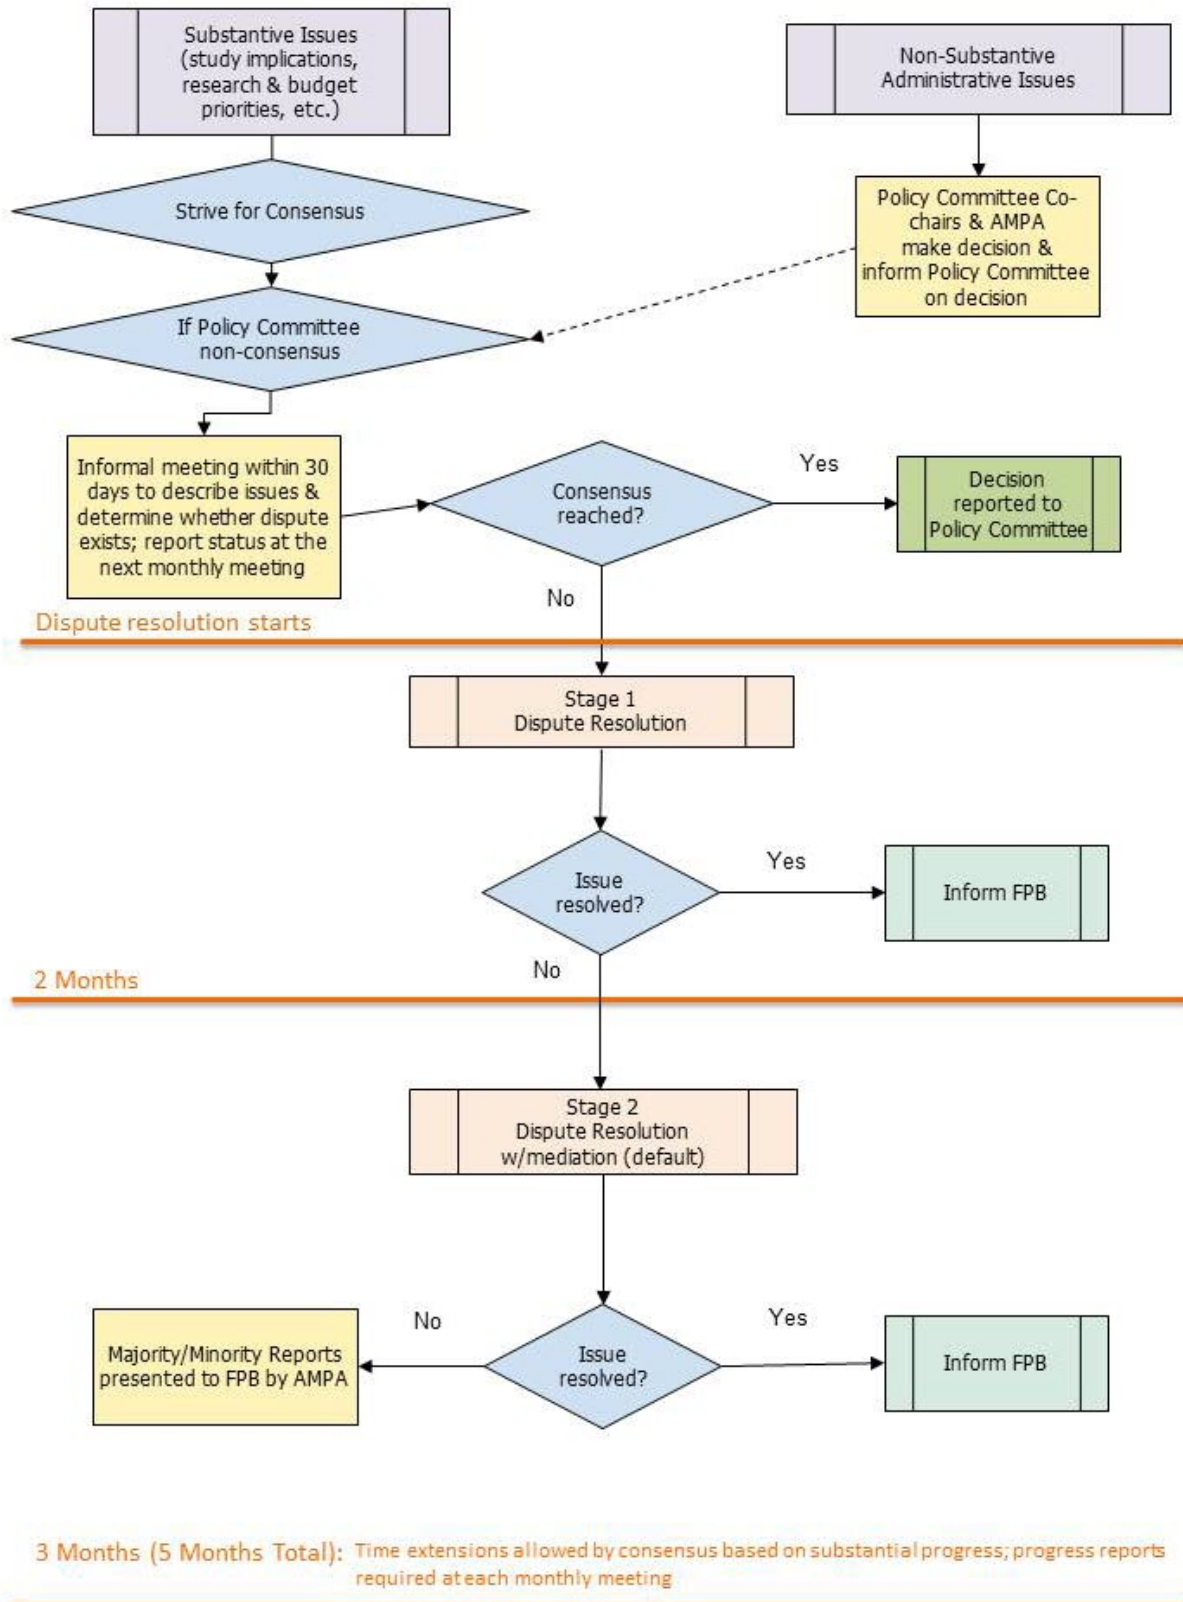 Substantive Issues
(study implications,
research & budget
priorities, etc.)
Non-Substantive
Administrative Issues
Strive for Consensus
Policy Committee Co-
chairs & AMPA
make decision &
inform Policy Committee
on decision
If Policy Committee
non-consensus
Informal meeting within 30
days to describe issues &
determine whether dispute
exists; report status at the
next monthly meeting
Consensus
reached?
Yes
Decision
reported to
Policy Committee
No
Dispute resolution starts
Stage 1
Dispute Resolution
Issue
resolved?
Yes
Inform FPB
No
2 Months
Stage 2
Dispute Resolution
w/mediation (default)
Issue
resolved?
No
Majority/Minority Reports
presented to FPB by AMPA
Yes
Inform FPB
3 Months (5 Months Total): Time extensions allowed by consensus based on substantial progress; progress reports
required at each monthly meeting